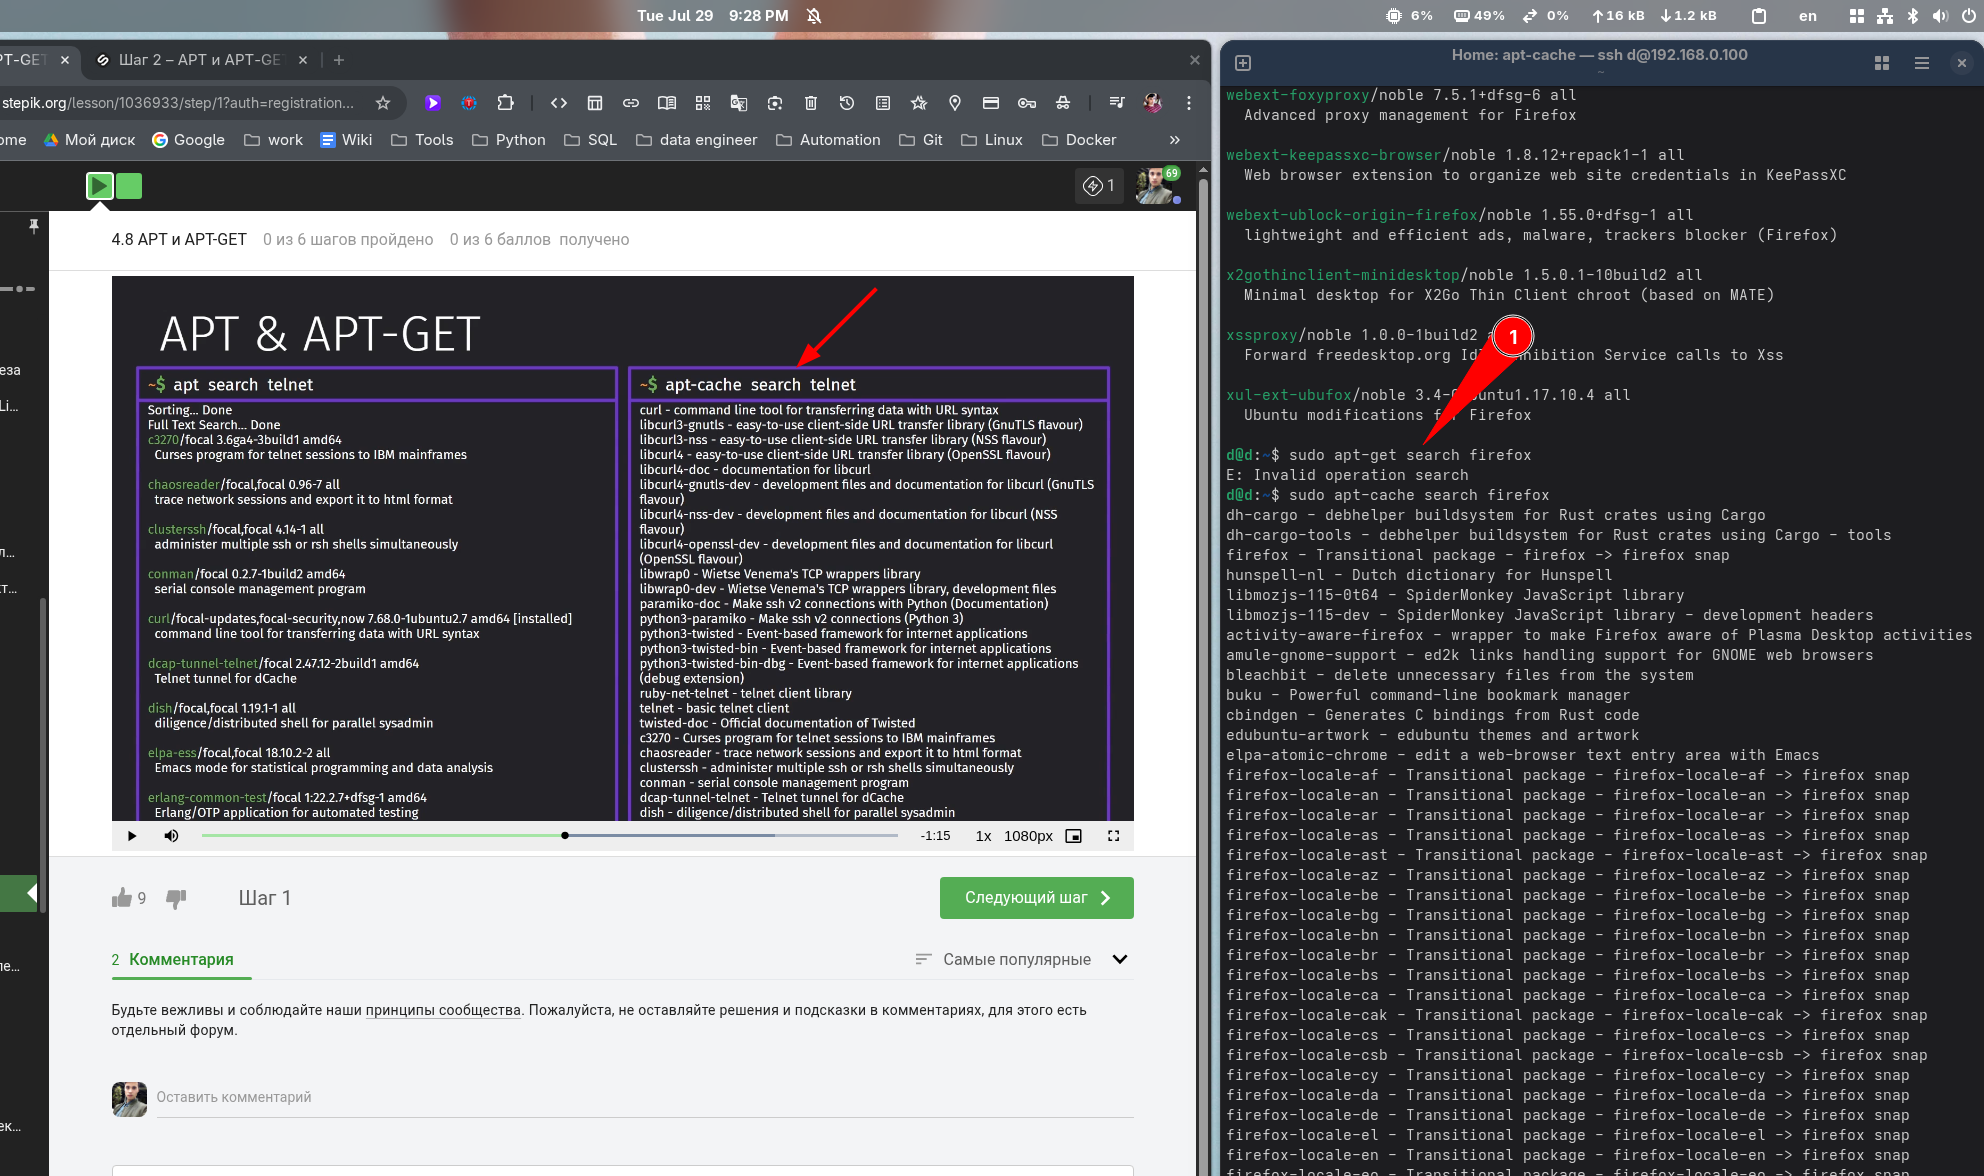 Tue Jul 29 9:28 PM
6% 49% 0% 16 kB 1.2 kB en
PT-GET Шаг 2 – APT и APT-GE
stepik.org/lesson/1036933/step/1?auth=registration...
ome Мой диск Google work Wiki Tools Python SQL data engineer Automation Git Linux Docker »
1 69
4.8 APT и APT-GET 0 из 6 шагов пройдено 0 из 6 баллов получено
еза
Li...
л...
кт...
ле...
ек...
APT & APT-GET
~$ apt search telnet
Sorting... Done
Full Text Search... Done
c3270/focal 3.6ga4-3build1 amd64
Curses program for telnet sessions to IBM mainframes
chaosreader/focal,focal 0.96-7 all
trace network sessions and export it to html format
clusterssh/focal,focal 4.14-1 all
administer multiple ssh or rsh shells simultaneously
conman/focal 0.2.7-1build2 amd64
serial console management program
curl/focal-updates,focal-security,now 7.68.0-1ubuntu2.7 amd64 [installed]
command line tool for transferring data with URL syntax
dcap-tunnel-telnet/focal 2.47.12-2build1 amd64
Telnet tunnel for dCache
dish/focal,focal 1.19.1-1 all
diligence/distributed shell for parallel sysadmin
elpa-ess/focal,focal 18.10.2-2 all
Emacs mode for statistical programming and data analysis
erlang-common-test/focal 1:22.2.7+dfsg-1 amd64
Erlang/OTP application for automated testing
~$ apt-cache search telnet
curl - command line tool for transferring data with URL syntax
libcurl3-gnutls - easy-to-use client-side URL transfer library (GnuTLS flavour)
libcurl3-nss - easy-to-use client-side URL transfer library (NSS flavour)
libcurl4 - easy-to-use client-side URL transfer library (OpenSSL flavour)
libcurl4-doc - documentation for libcurl
libcurl4-gnutls-dev - development files and documentation for libcurl (GnuTLS
flavour)
libcurl4-nss-dev - development files and documentation for libcurl (NSS
flavour)
libcurl4-openssl-dev - development files and documentation for libcurl
(OpenSSL flavour)
libwrap0 - Wietse Venema's TCP wrappers library
libwrap0-dev - Wietse Venema's TCP wrappers library, development files
paramiko-doc - Make ssh v2 connections with Python (Documentation)
python3-paramiko - Make ssh v2 connections (Python 3)
python3-twisted - Event-based framework for internet applications
python3-twisted-bin - Event-based framework for internet applications
python3-twisted-bin-dbg - Event-based framework for internet applications
(debug extension)
ruby-net-telnet - telnet client library
telnet - basic telnet client
twisted-doc - Official documentation of Twisted
c3270 - Curses program for telnet sessions to IBM mainframes
chaosreader - trace network sessions and export it to html format
clusterssh - administer multiple ssh or rsh shells simultaneously
conman - serial console management program
dcap-tunnel-telnet - Telnet tunnel for dCache
dish - diligence/distributed shell for parallel sysadmin
-1:15 1x 1080px
9 Шаг 1 Следующий шаг
2 Комментария Самые популярные
Будьте вежливы и соблюдайте наши принципы сообщества. Пожалуйста, не оставляйте решения и подсказки в комментариях, для этого есть
отдельный форум.
Оставить комментарий
Home: apt-cache — ssh d@192.168.0.100
~
webext-foxyproxy/noble 7.5.1+dfsg-6 all
Advanced proxy management for Firefox
webext-keepassxc-browser/noble 1.8.12+repack1-1 all
Web browser extension to organize web site credentials in KeePassXC
webext-ublock-origin-firefox/noble 1.55.0+dfsg-1 all
lightweight and efficient ads, malware, trackers blocker (Firefox)
x2gothinclient-minidesktop/noble 1.5.0.1-10build2 all
Minimal desktop for X2Go Thin Client chroot (based on MATE)
xssproxy/noble 1.0.0-1build2
1
Forward freedesktop.org Service calls to Xss
xul-ext-ubufox/noble
Ubuntu modifications Firefox
d@d:~$ sudo apt-get search firefox
E: Invalid operation search
d@d:~$ sudo apt-cache search firefox
dh-cargo - debhelper buildsystem for Rust crates using Cargo
dh-cargo-tools - debhelper buildsystem for Rust crates using Cargo - tools
firefox - Transitional package - firefox -> firefox snap
hunspell-nl - Dutch dictionary for Hunspell
libmozjs-115-0t64 - SpiderMonkey JavaScript library
libmozjs-115-dev - SpiderMonkey JavaScript library - development headers
activity-aware-firefox - wrapper to make Firefox aware of Plasma Desktop activities
amule-gnome-support - ed2k links handling support for GNOME web browsers
bleachbit - delete unnecessary files from the system
buku - Powerful command-line bookmark manager
cbindgen - Generates C bindings from Rust code
edubuntu-artwork - edubuntu themes and artwork
elpa-atomic-chrome - edit a web-browser text entry area with Emacs
firefox-locale-af - Transitional package - firefox-locale-af -> firefox snap
firefox-locale-an - Transitional package - firefox-locale-an -> firefox snap
firefox-locale-ar - Transitional package - firefox-locale-ar -> firefox snap
firefox-locale-as - Transitional package - firefox-locale-as -> firefox snap
firefox-locale-ast - Transitional package - firefox-locale-ast -> firefox snap
firefox-locale-az - Transitional package - firefox-locale-az -> firefox snap
firefox-locale-be - Transitional package - firefox-locale-be -> firefox snap
firefox-locale-bg - Transitional package - firefox-locale-bg -> firefox snap
firefox-locale-bn - Transitional package - firefox-locale-bn -> firefox snap
firefox-locale-br - Transitional package - firefox-locale-br -> firefox snap
firefox-locale-bs - Transitional package - firefox-locale-bs -> firefox snap
firefox-locale-ca - Transitional package - firefox-locale-ca -> firefox snap
firefox-locale-cak - Transitional package - firefox-locale-cak -> firefox snap
firefox-locale-cs - Transitional package - firefox-locale-cs -> firefox snap
firefox-locale-csb - Transitional package - firefox-locale-csb -> firefox snap
firefox-locale-cy - Transitional package - firefox-locale-cy -> firefox snap
firefox-locale-da - Transitional package - firefox-locale-da -> firefox snap
firefox-locale-de - Transitional package - firefox-locale-de -> firefox snap
firefox-locale-el - Transitional package - firefox-locale-el -> firefox snap
firefox-locale-en - Transitional package - firefox-locale-en -> firefox snap